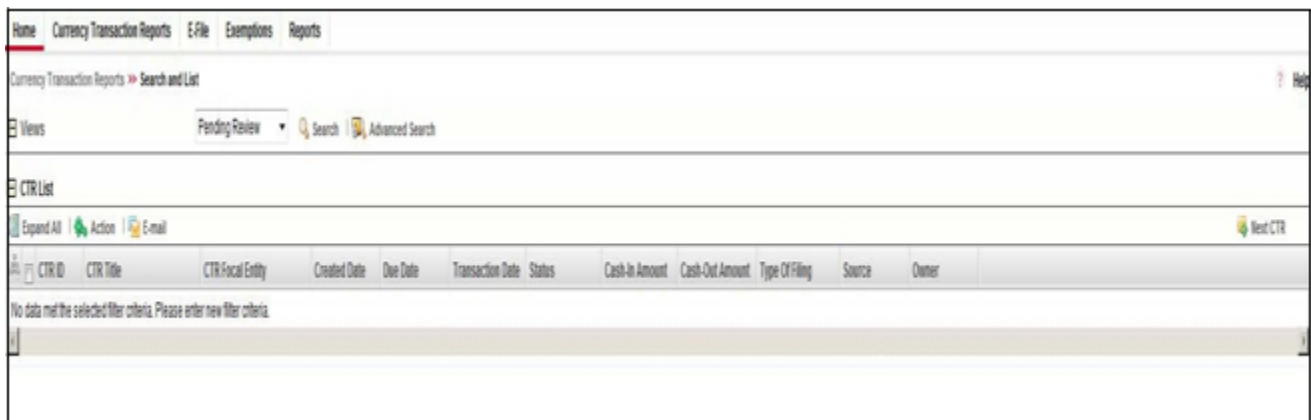 Home Currency Transaction Reports E-File Exemptions Reports
Currency Transaction Reports » Search and List ? Help
Views Pending Review Search Advanced Search
CTR List
Expand All Action E-mail Next CTR
CTR ID CTR Title CTR Focal Entity Created Date Due Date Transaction Date Status Cash-In Amount Cash-Out Amount Type Of Filing Source Owner
No data met the selected filter criteria. Please enter new filter criteria.